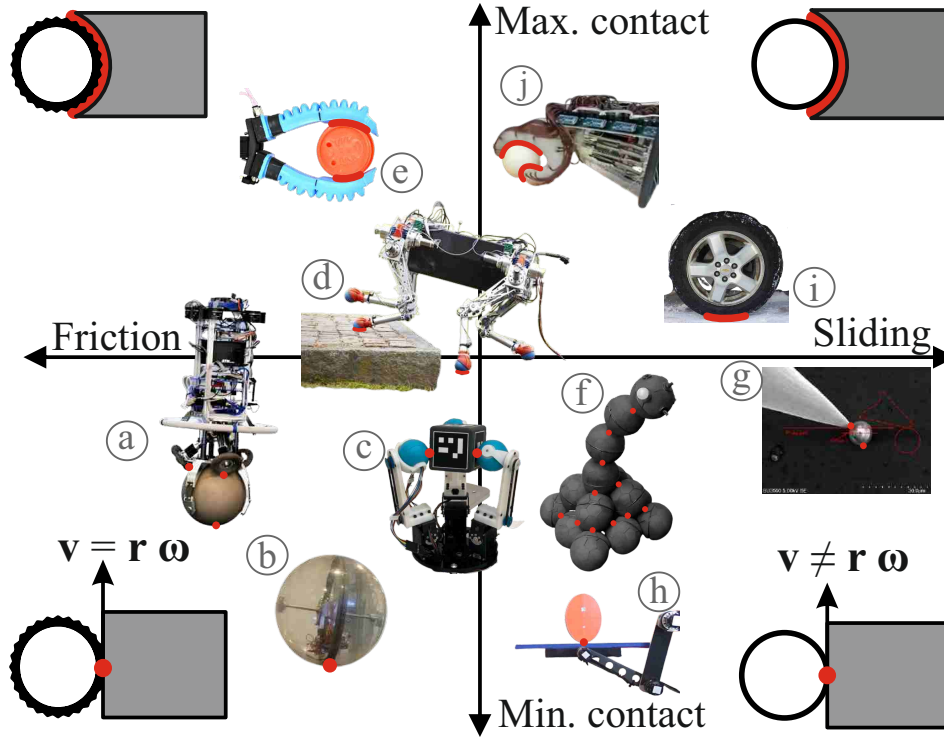 Max. contact
j
e
d
i
Friction
Sliding
g
f
a
c
v = r ω
b
v ≠ r ω
h
Min. contact